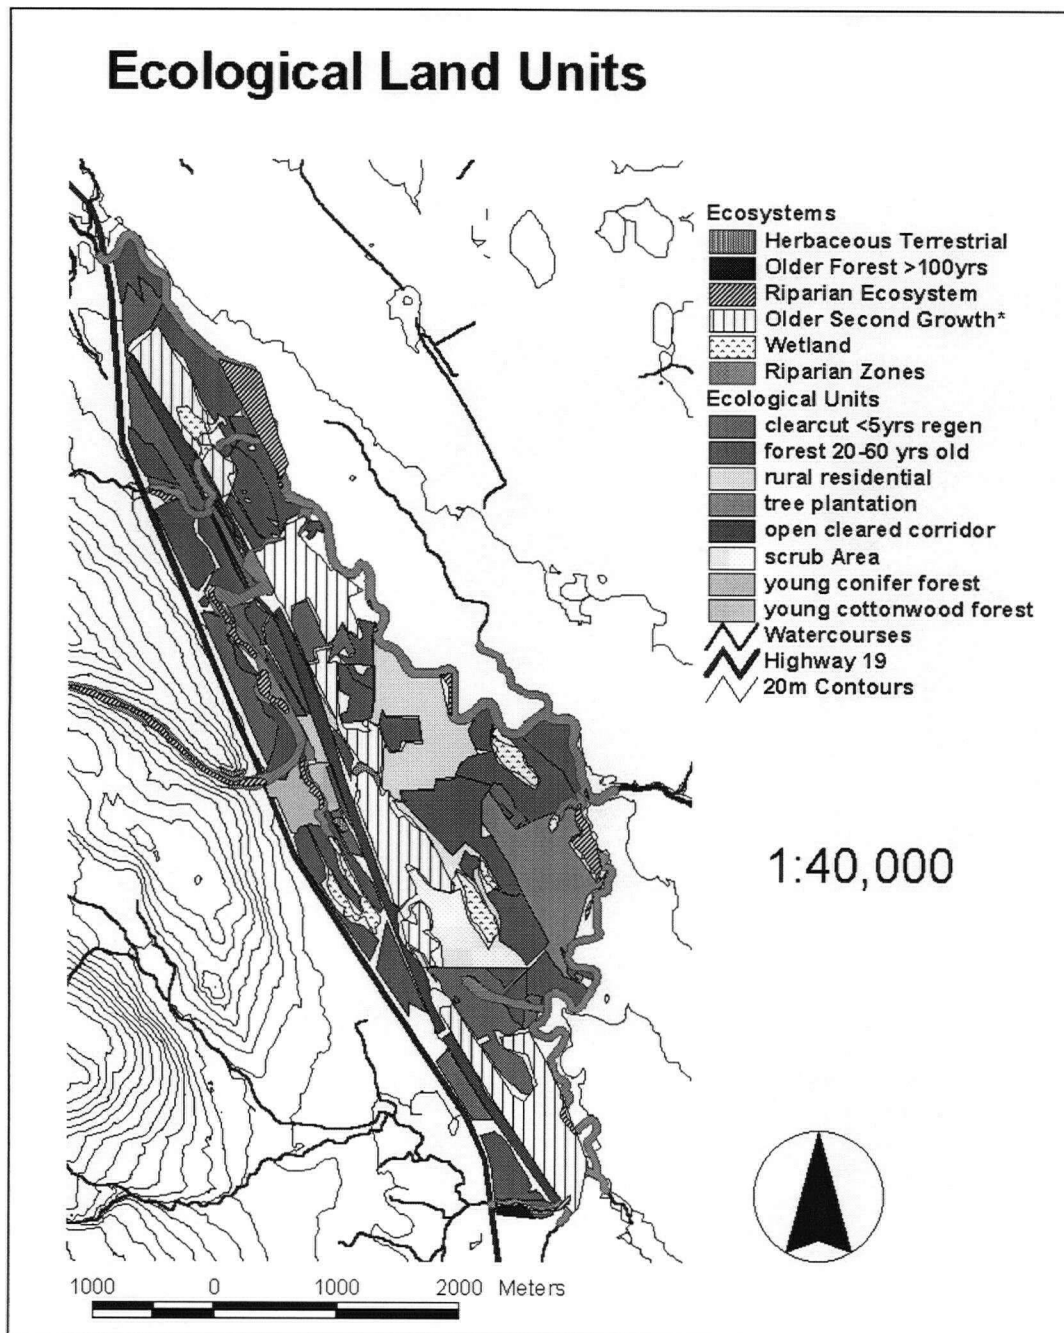 Ecological Land Units
Ecosystems
Herbaceous Terrestrial
Older Forest >100yrs
Riparian Ecosystem
Older Second Growth*
Wetland
Riparian Zones
Ecological Units
clearcut <5yrs regen
forest 20-60 yrs old
rural residential
tree plantation
open cleared corridor
scrub Area
young conifer forest
young cottonwood forest
Watercourses
Highway 19
20m Contours
1:40,000
1000 0 1000 2000 Meters